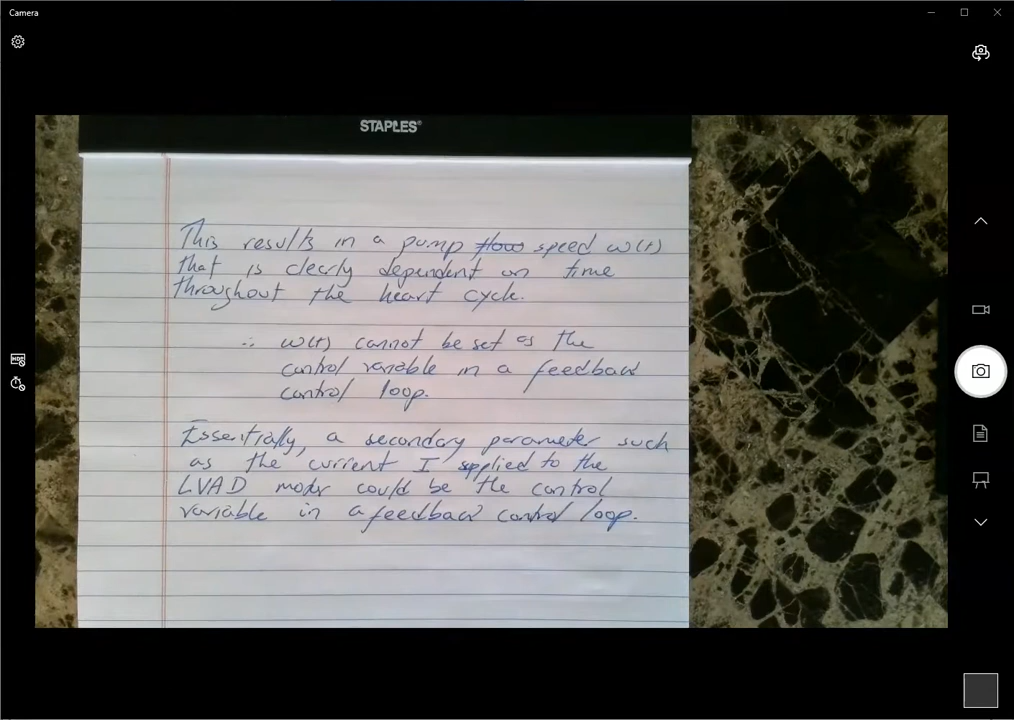 Camera
STAPLES®
This results in a pump flow speed ω(t)
that is clearly dependent on time
throughout the heart cycle.
∴ ω(t) cannot be set as the
control variable in a feedback
control loop.
Essentially, a secondary parameter such
as the current I applied to the
LVAD motor could be the control
variable in a feedback control loop.